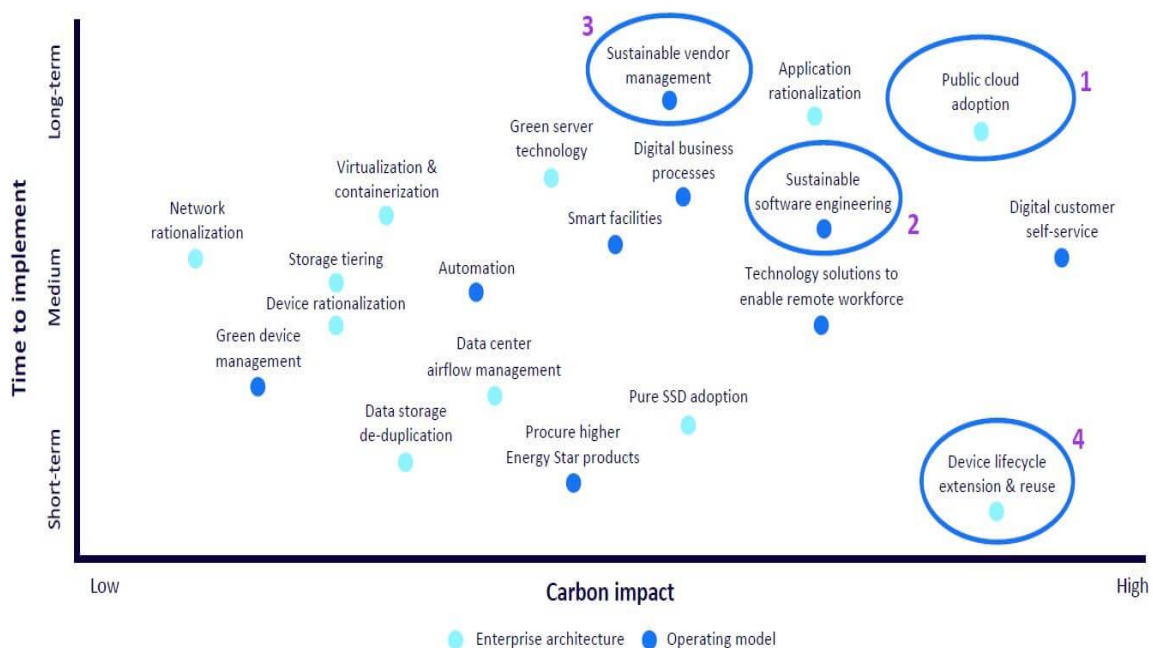 3
Sustainable vendor
management
Application
rationalization
Public cloud
adoption
1
Green server
technology
Digital business
processes
Virtualization &
containerization
Sustainable
software engineering
2
Network
rationalization
Smart facilities
Digital customer
self-service
Storage tiering
Automation
Technology solutions to
enable remote workforce
Device rationalization
Green device
management
Data center
airflow management
Pure SSD adoption
Data storage
de-duplication
Procure higher
Energy Star products
4
Device lifecycle
extension & reuse
Time to implement
Long-term
Medium
Short-term
Low
Carbon impact
High
Enterprise architecture
Operating model